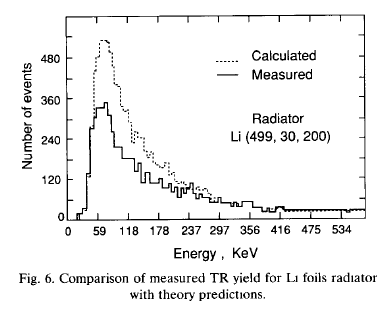 Number of events
480
360
240
120
0
Calculated
Measured
Radiator
Li (499, 30, 200)
0 59 118 178 237 297 356 416 475 534
Energy , KeV
Fig. 6. Comparison of measured TR yield for Li foils radiator
with theory predictions.